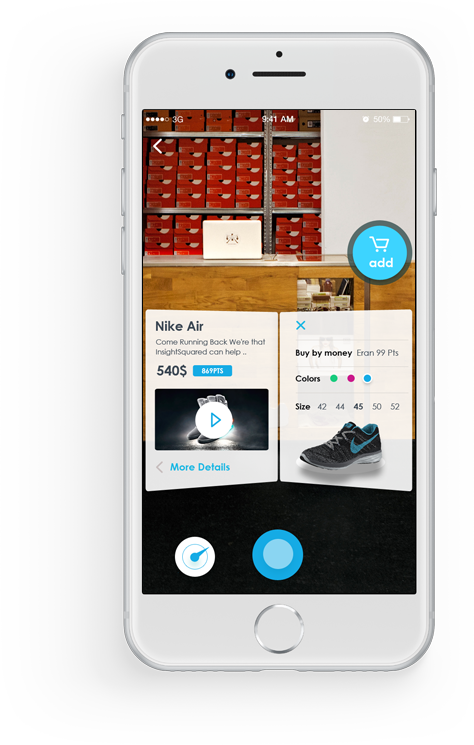 3G 9:41 AM 50%
add
Nike Air
Come Running Back We're that
InsightSquared can help ..
540$ 869PTS
More Details
Buy by money Eran 99 Pts
Colors
Size 42 44 45 50 52